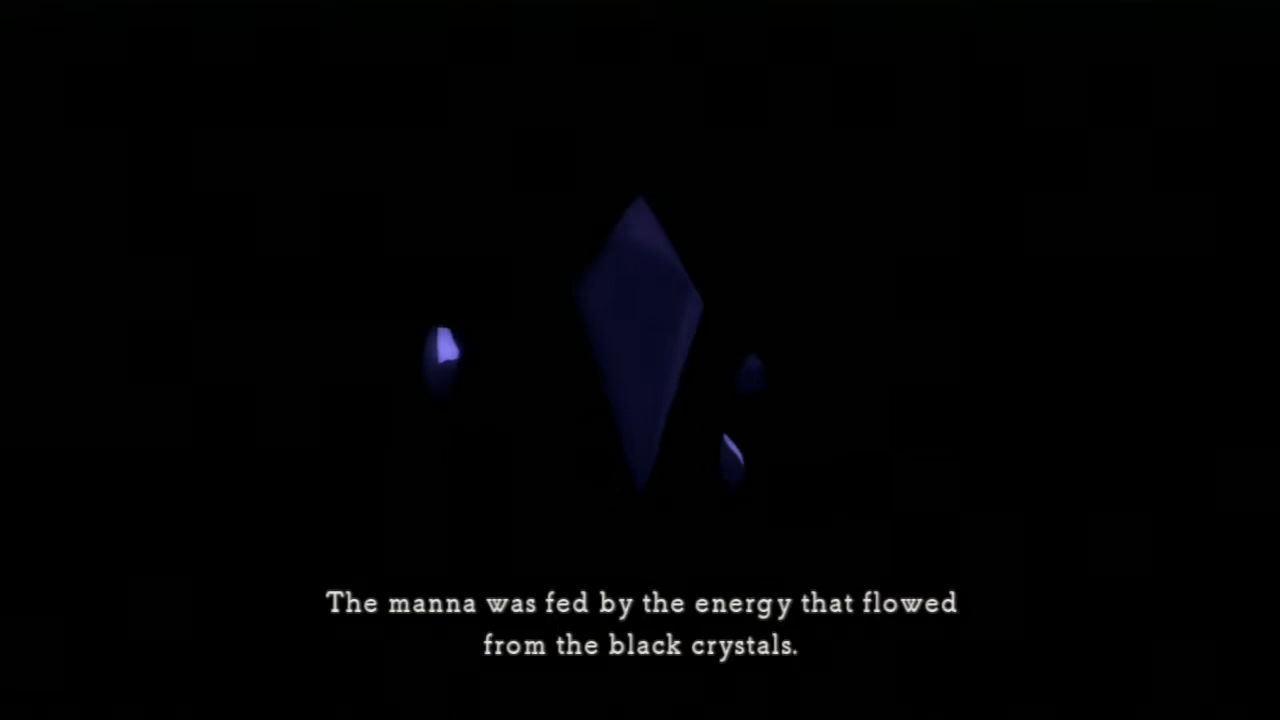 The manna was fed by the energy that flowed
from the black crystals.